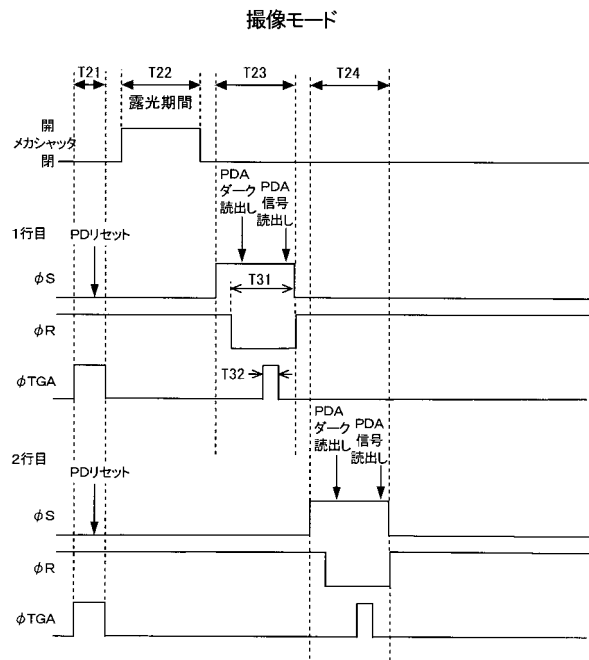 撮像モード
T21
T22
T23
T24
露光期間
開
メカシャッタ
閉
PDA
ダーク
読出し
PDA
信号
読出し
1行目
PDリセット
φS
T31
φR
φTGA
T32
PDA
ダーク
読出し
PDA
信号
読出し
2行目
PDリセット
φS
φR
φTGA